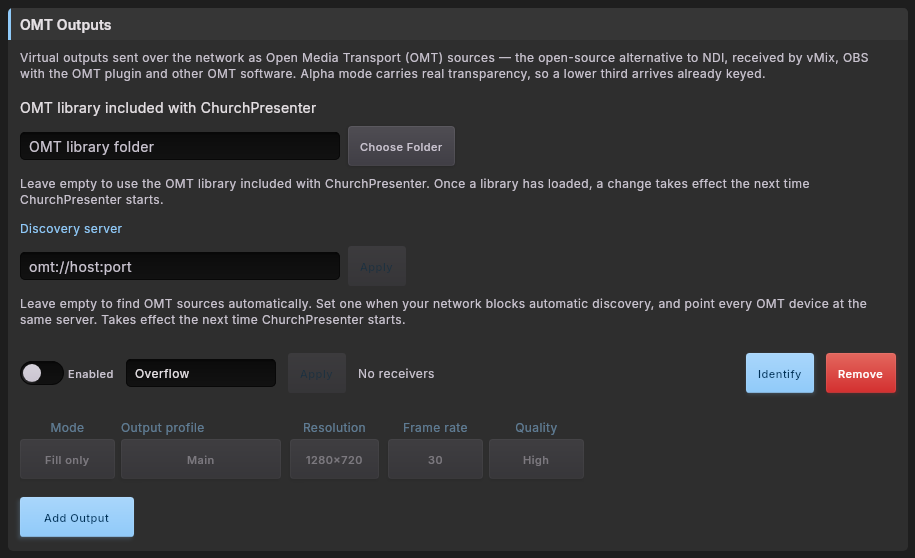 OMT Outputs
Virtual outputs sent over the network as Open Media Transport (OMT) sources — the open-source alternative to NDI, received by vMix, OBS
with the OMT plugin and other OMT software. Alpha mode carries real transparency, so a lower third arrives already keyed.
OMT library included with ChurchPresenter
OMT library folder
Choose Folder
Leave empty to use the OMT library included with ChurchPresenter. Once a library has loaded, a change takes effect the next time
ChurchPresenter starts.
Discovery server
omt://host:port
Apply
Leave empty to find OMT sources automatically. Set one when your network blocks automatic discovery, and point every OMT device at the
same server. Takes effect the next time ChurchPresenter starts.
Enabled
Overflow
Apply
No receivers
Identify
Remove
Mode
Output profile
Resolution
Frame rate
Quality
Fill only
Main
1280×720
30
High
Add Output